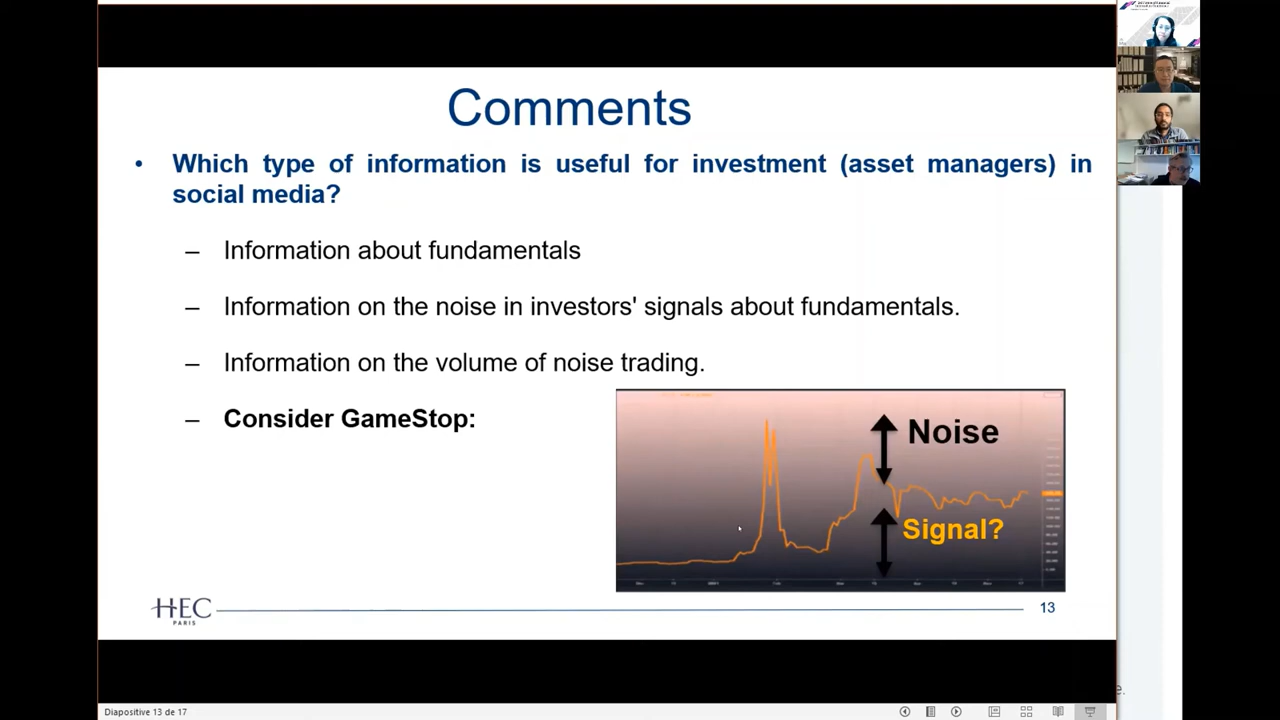 Comments
• Which type of information is useful for investment (asset managers) in
social media?
– Information about fundamentals
– Information on the noise in investors' signals about fundamentals.
– Information on the volume of noise trading.
– Consider GameStop:
Noise
Signal?
HEC
PARIS
13
Diapositive 13 de 17